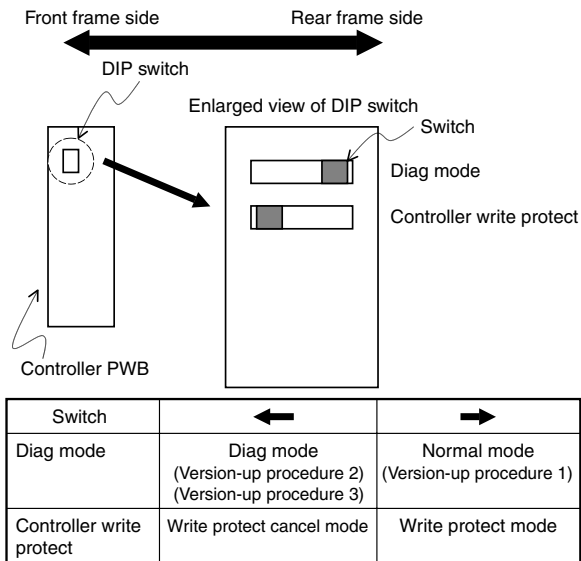 Front frame side
Rear frame side
DIP switch
Enlarged view of DIP switch
Switch
Diag mode
Controller write protect
Controller PWB
Switch
Diag mode
Diag mode
(Version-up procedure 2)
(Version-up procedure 3)
Normal mode
(Version-up procedure 1)
Controller write
protect
Write protect cancel mode
Write protect mode